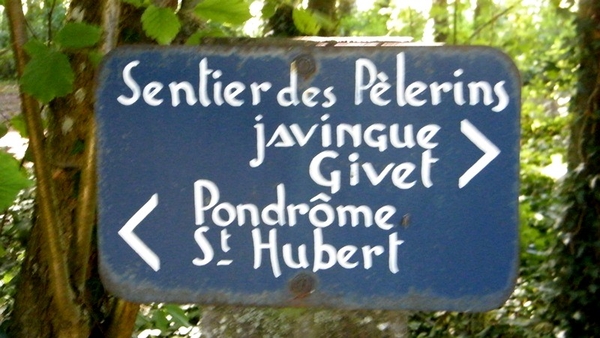 Sentier des Pèlerins
javingue >
Givet
< Pondrôme
St Hubert